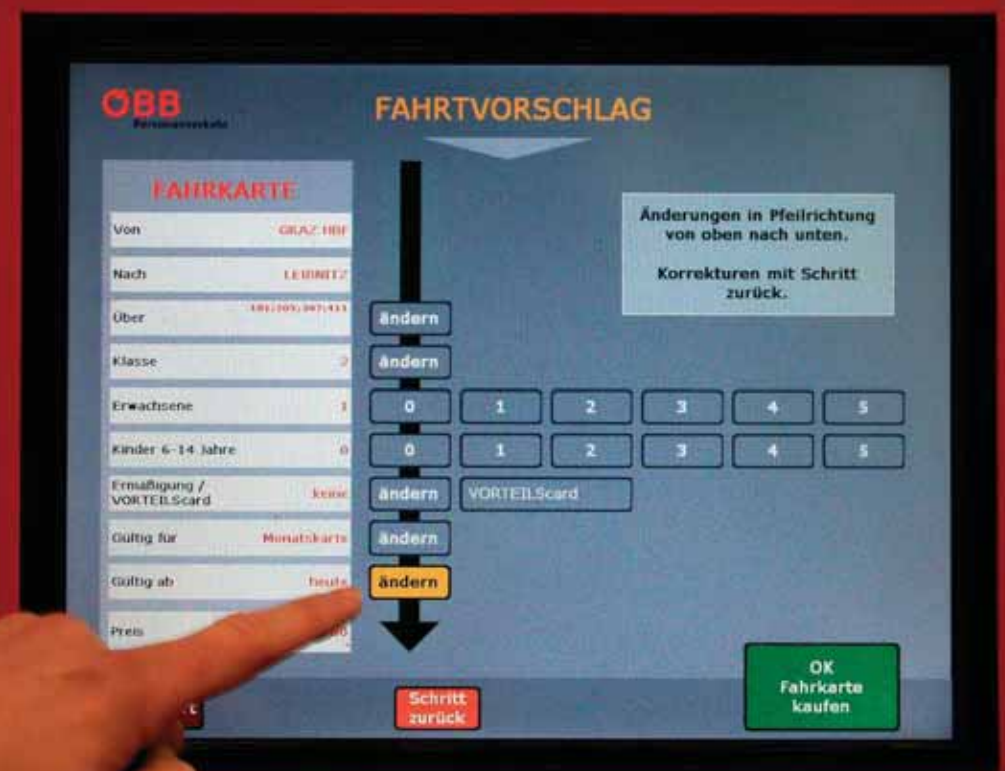 ÖBB
Personenverkehr
FAHRTVORSCHLAG
FAHRKARTE
Änderungen in Pfeilrichtung
von oben nach unten.
Korrekturen mit Schritt
zurück.
Von GRAZ HBF
Nach LEIBNITZ
Über ändern
Klasse 2 ändern
Erwachsene 1 0 1 2 3 4 5
Kinder 6-14 Jahre 0 0 1 2 3 4 5
Ermäßigung /
VORTEILScard keine ändern VORTEILScard
Gültig für Monatskarte ändern
Gültig ab heute ändern
Preis
OK
Fahrkarte
kaufen
Schritt
zurück